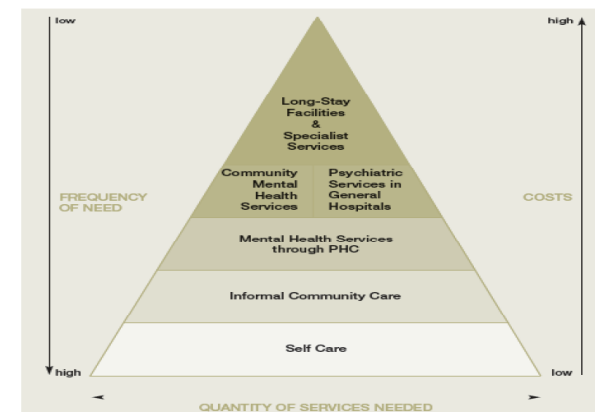 low
high
Long-Stay
Facilities
&
Specialist
Services
Community
Mental
Health
Services
Psychiatric
Services in
General
Hospitals
FREQUENCY
OF NEED
COSTS
Mental Health Services
through PHC
Informal Community Care
Self Care
high
low
QUANTITY OF SERVICES NEEDED